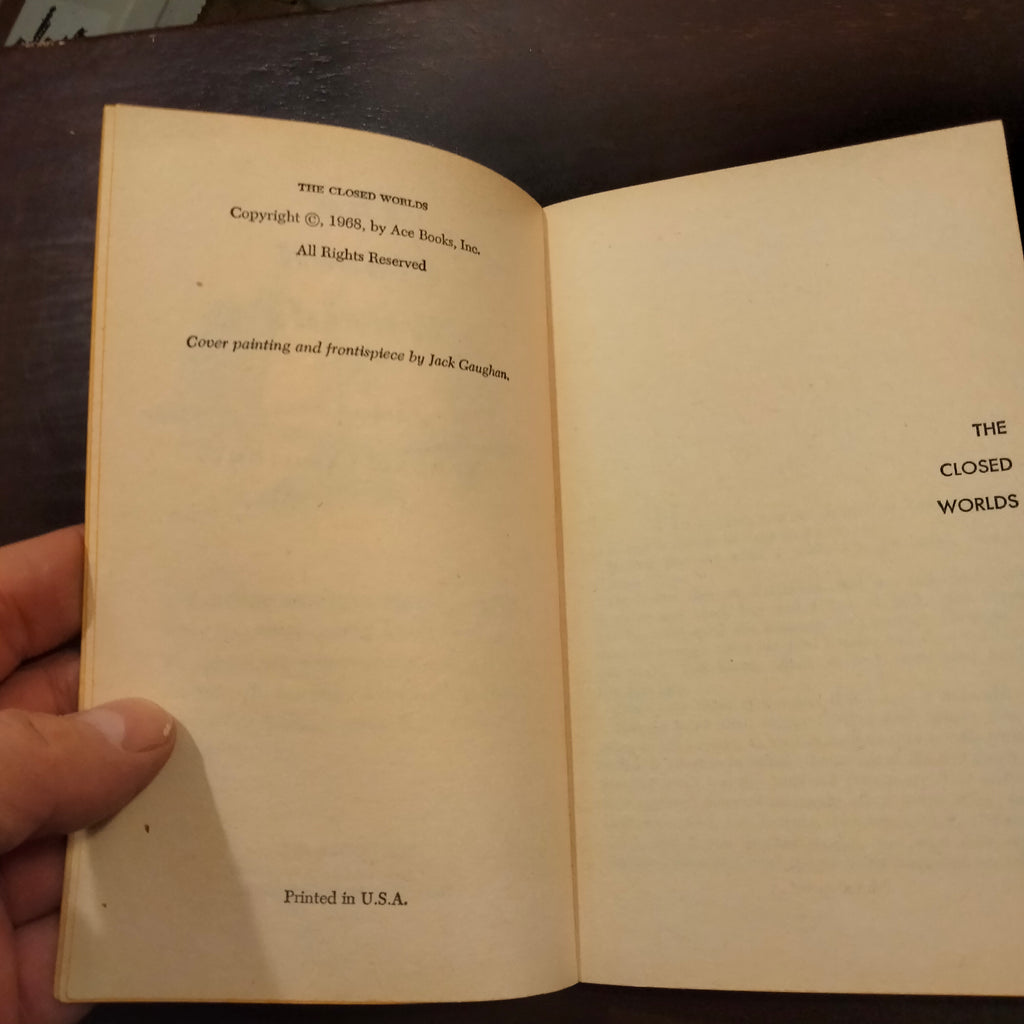 THE CLOSED WORLDS
Copyright ©, 1968, by Ace Books, Inc.
All Rights Reserved
Cover painting and frontispiece by Jack Gaughan.
Printed in U.S.A.
THE
CLOSED
WORLDS